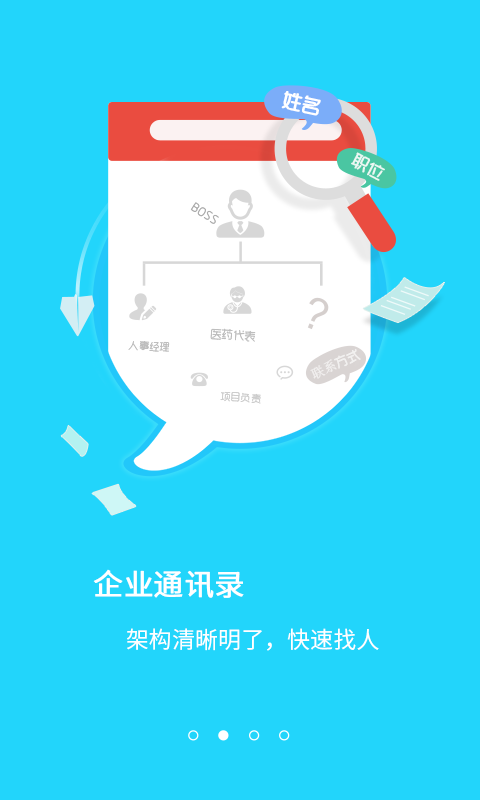 姓名
职位
BOSS
人事经理
医药代表
?
联系方式
项目负责
企业通讯录
架构清晰明了，快速找人